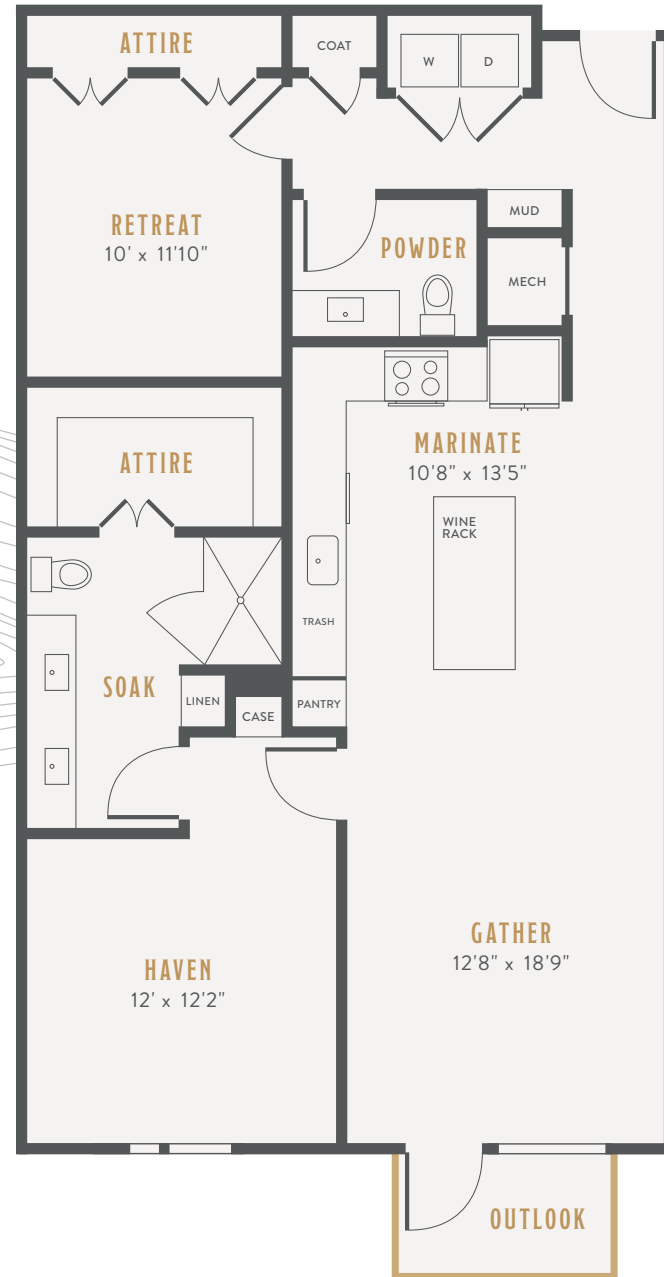 ATTIRE
COAT
W
D
RETREAT
10' x 11'10"
POWDER
MUD
MECH
MARINATE
10'8" x 13'5"
ATTIRE
WINE
RACK
TRASH
SOAK
LINEN
CASE
PANTRY
GATHER
12'8" x 18'9"
HAVEN
12' x 12'2"
OUTLOOK